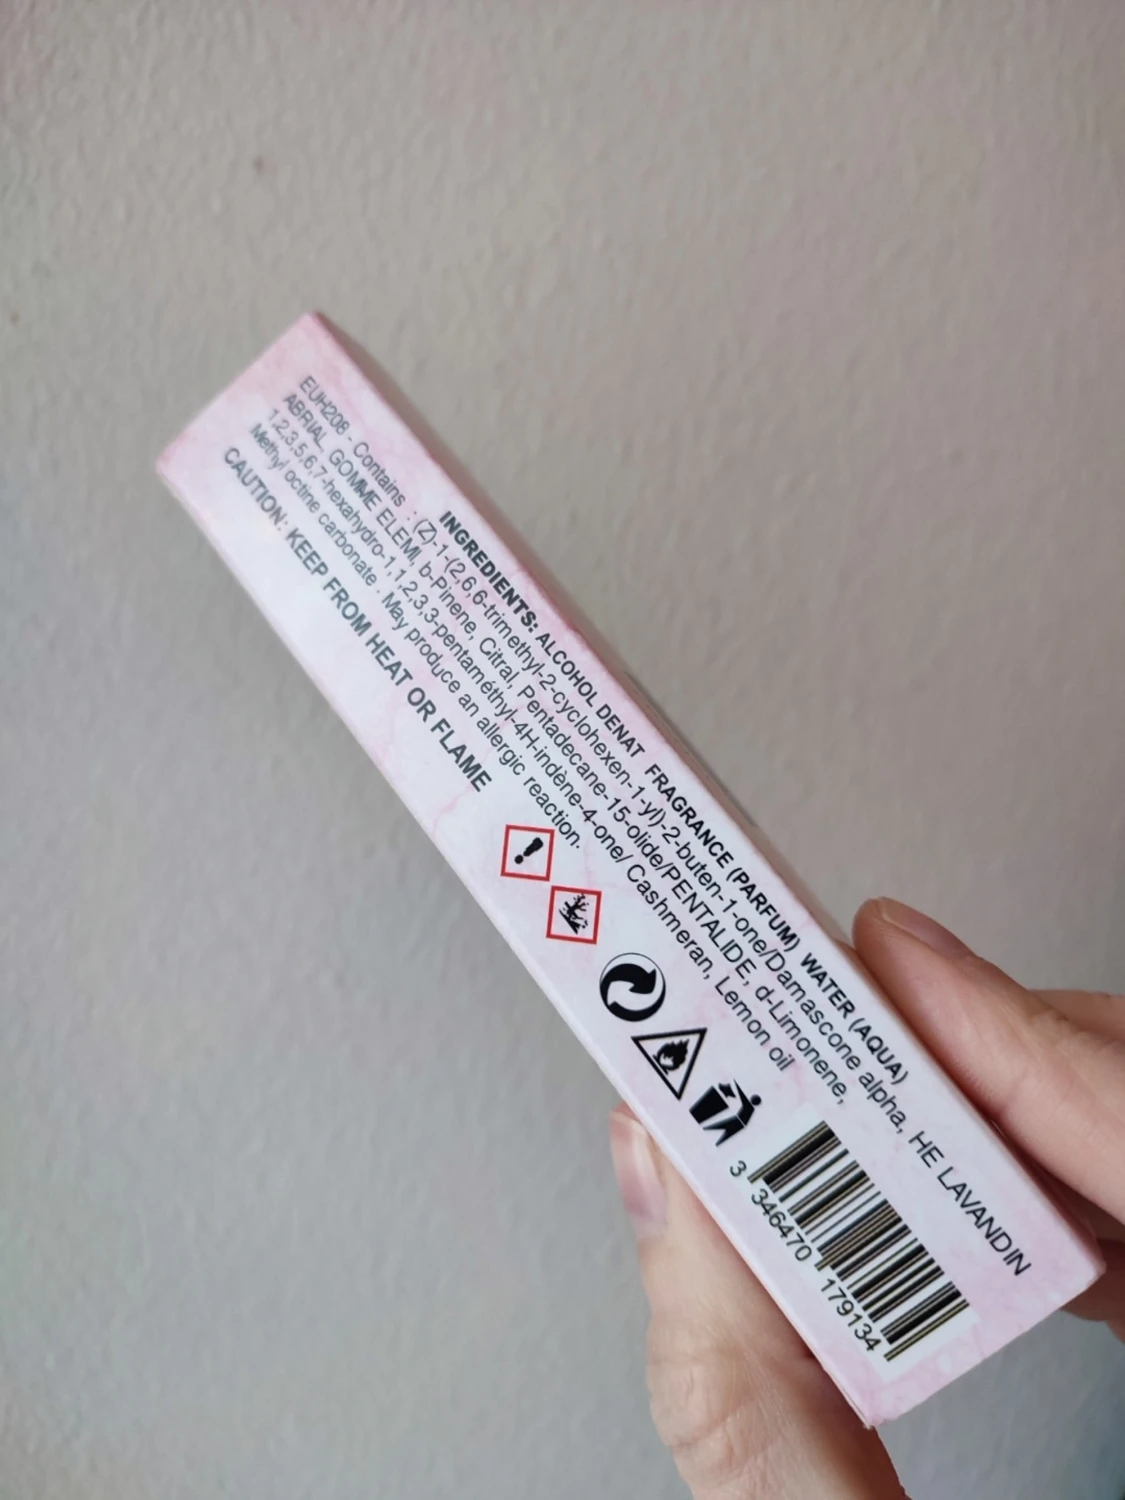 INGREDIENTS: ALCOHOL DENAT FRAGRANCE (PARFUM) WATER (AQUA)
EUH208 - Contains : (Z)-1-(2,6,6-trimethyl-2-cyclohexen-1-yl)-2-buten-1-one/Damascone alpha, HE LAVANDIN
ABRIAL, GOMME ELEMI, b-Pinene, Citral, Pentadecane-15-olide/PENTALIDE, d-Limonene,
1,2,3,5,6,7-hexahydro-1,1,2,3,3-pentaméthyl-4H-indène-4-one/ Cashmeran, Lemon oil
Methyl octine carbonate . May produce an allergic reaction.
CAUTION: KEEP FROM HEAT OR FLAME
3 346470 179134